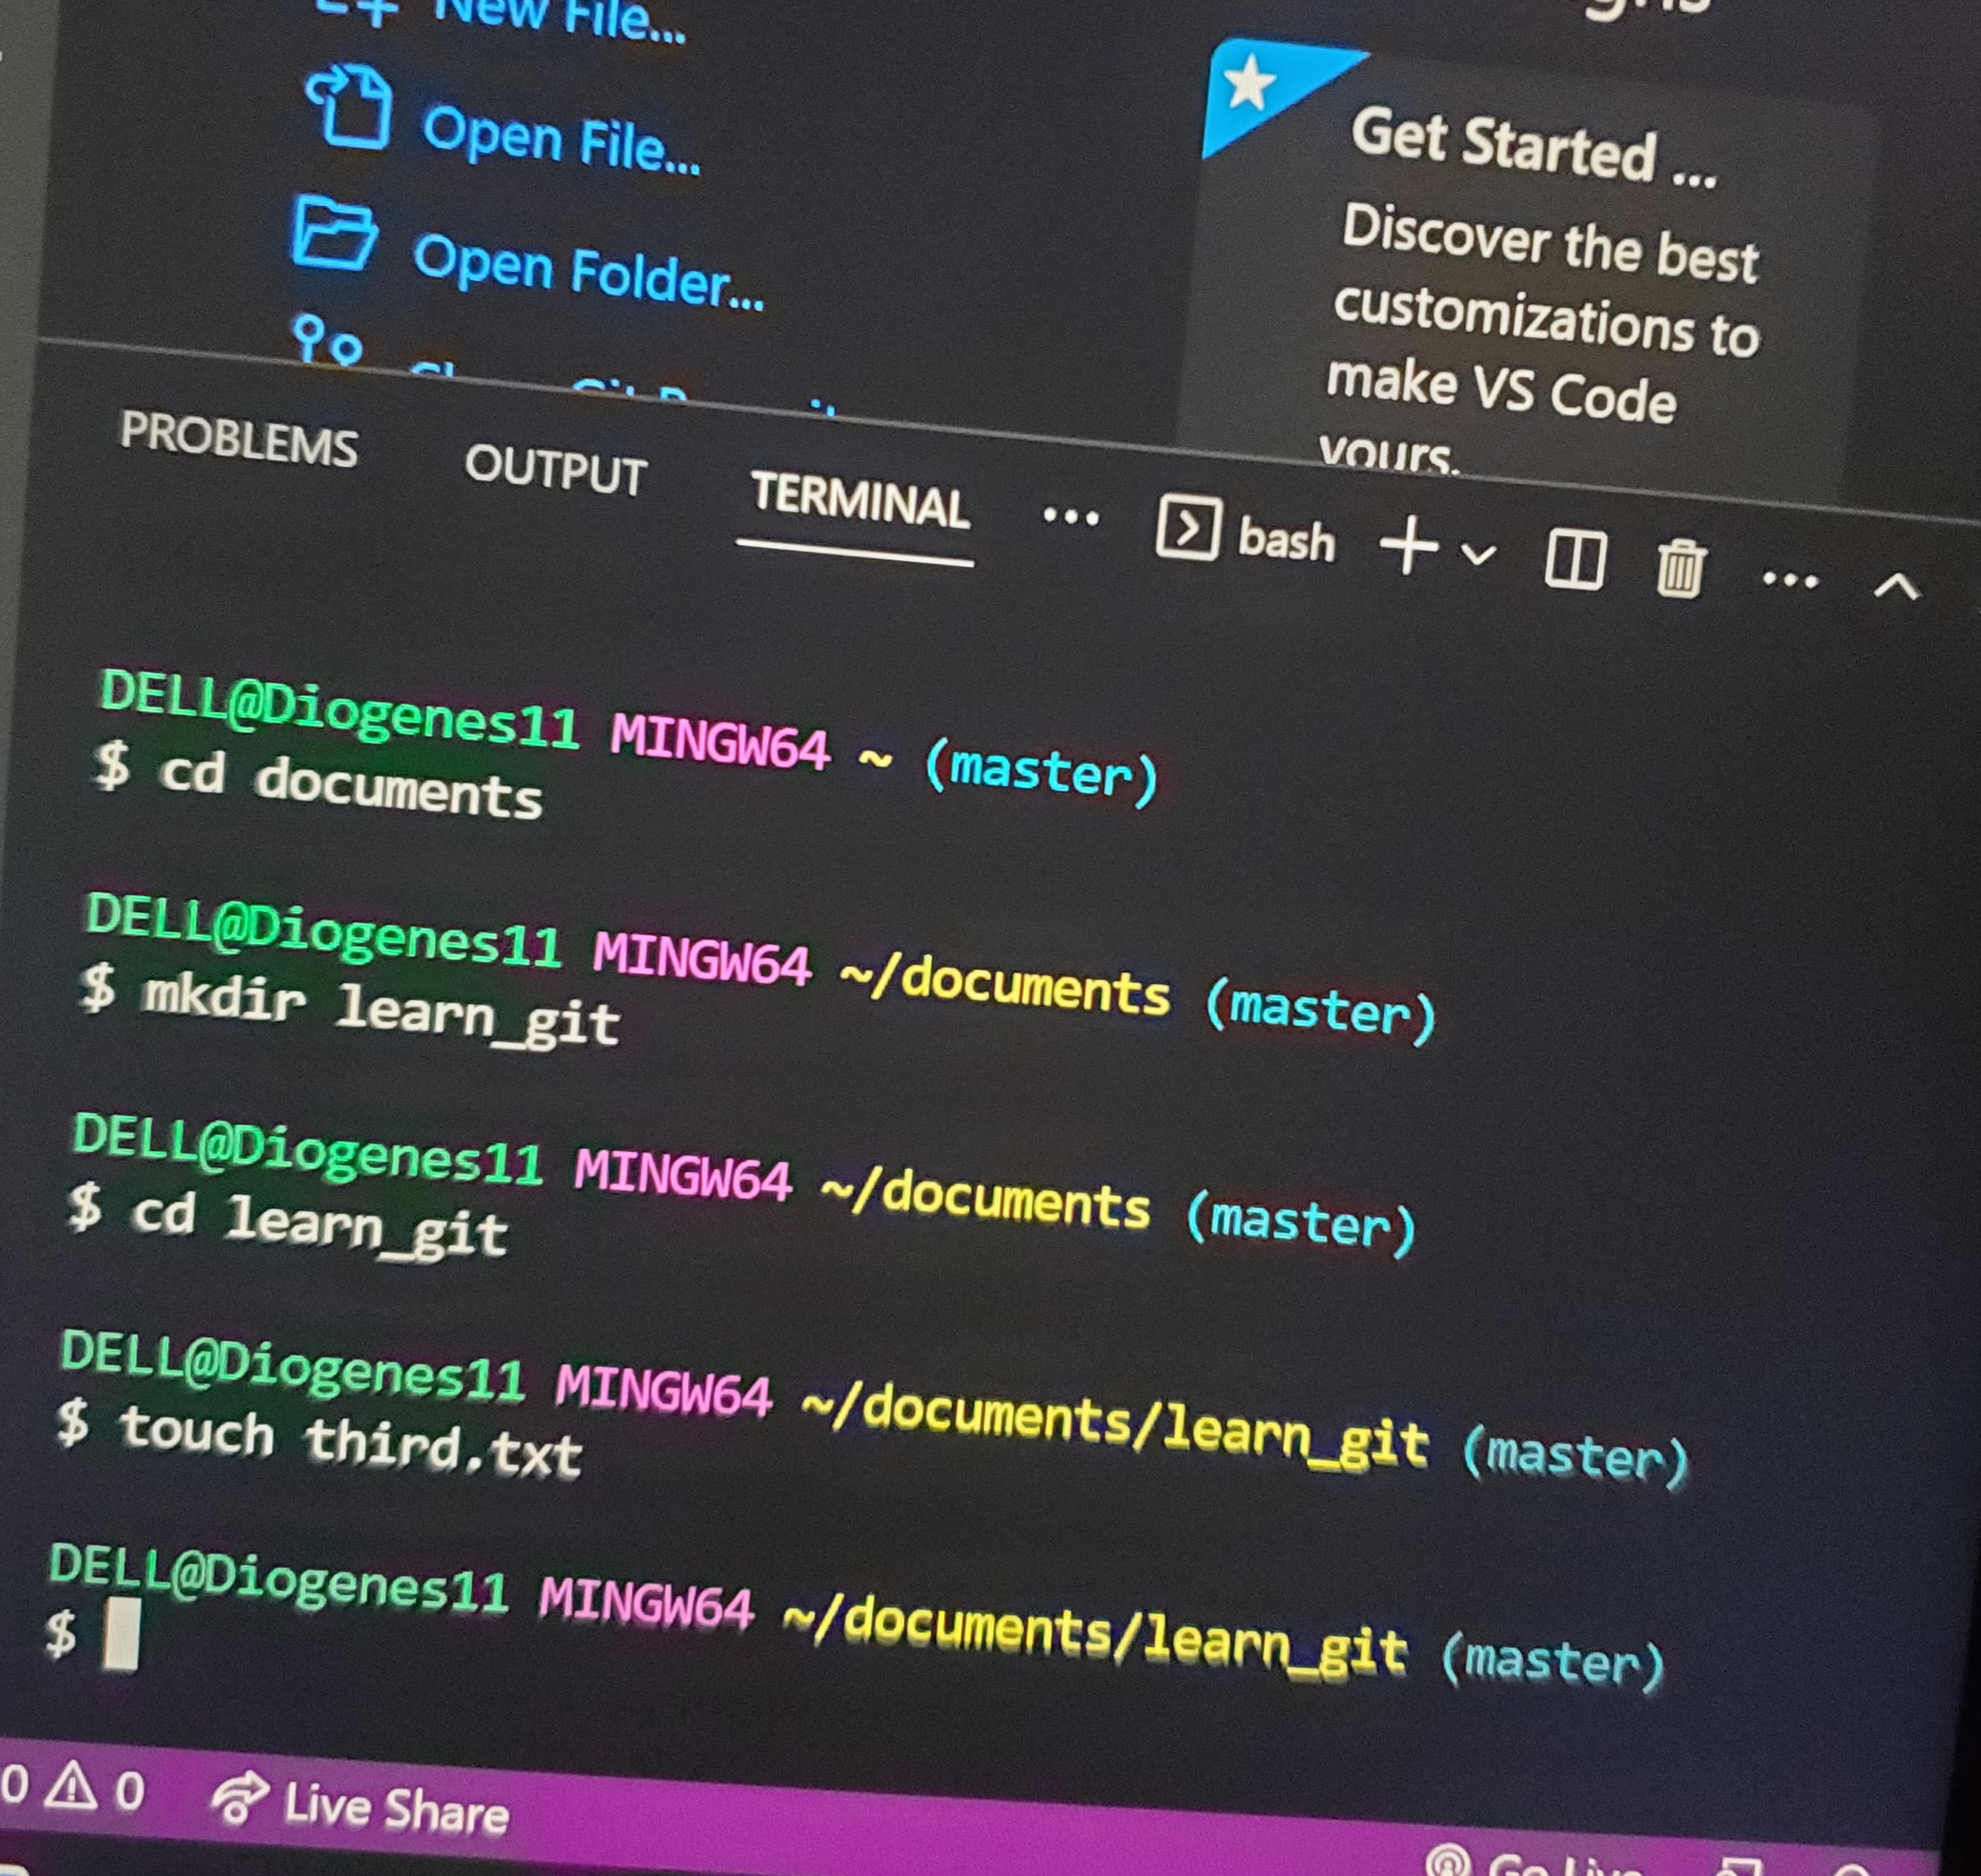 New File...
Open File...
Open Folder...
Get Started ...
Discover the best
customizations to
make VS Code
yours.
PROBLEMS OUTPUT TERMINAL ... bash
DELL@Diogenes11 MINGW64 ~ (master)
$ cd documents
DELL@Diogenes11 MINGW64 ~/documents (master)
$ mkdir learn_git
DELL@Diogenes11 MINGW64 ~/documents (master)
$ cd learn_git
DELL@Diogenes11 MINGW64 ~/documents/learn_git (master)
$ touch third.txt
DELL@Diogenes11 MINGW64 ~/documents/learn_git (master)
$
0 0 Live Share
Go Live